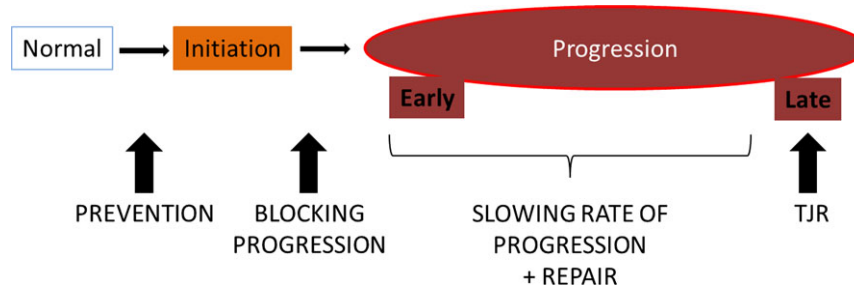 Normal
Initiation
Progression
Early
Late
PREVENTION
BLOCKING
PROGRESSION
SLOWING RATE OF
PROGRESSION
+ REPAIR
TJR